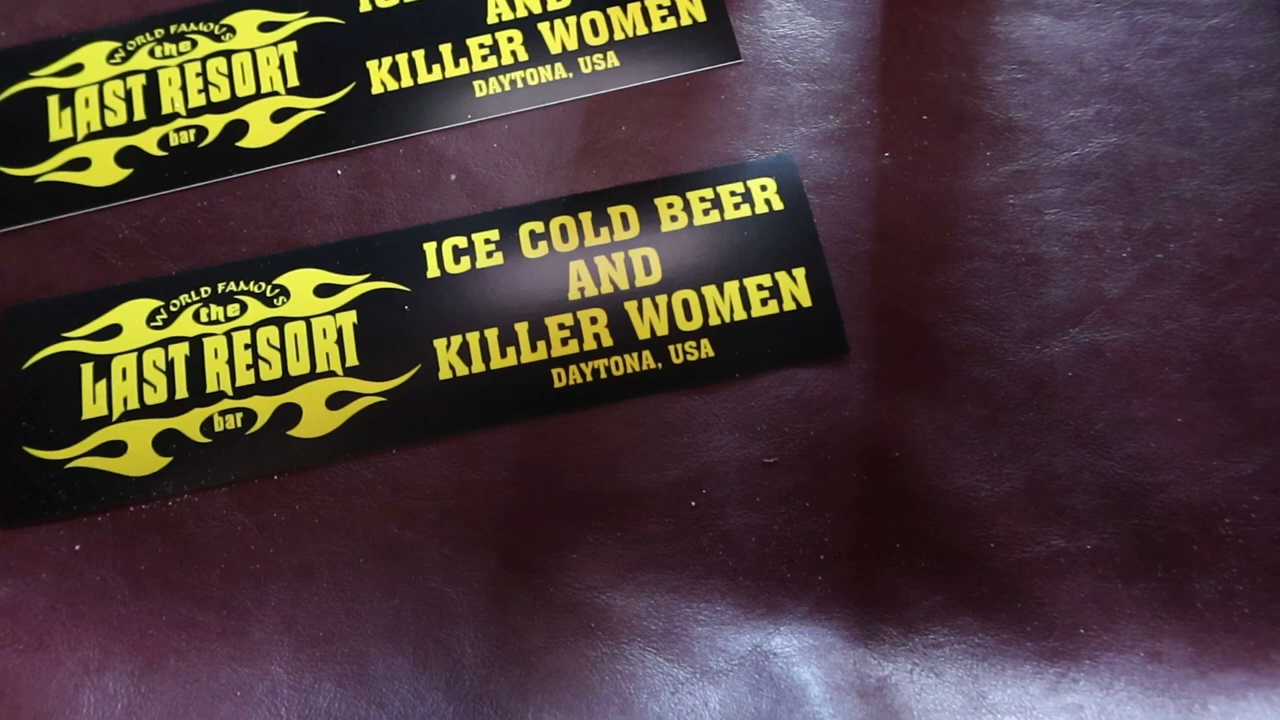 WORLD FAMOUS
the
LAST RESORT
bar
AND
KILLER WOMEN
DAYTONA, USA
WORLD FAMOUS
the
LAST RESORT
bar
ICE COLD BEER
AND
KILLER WOMEN
DAYTONA, USA